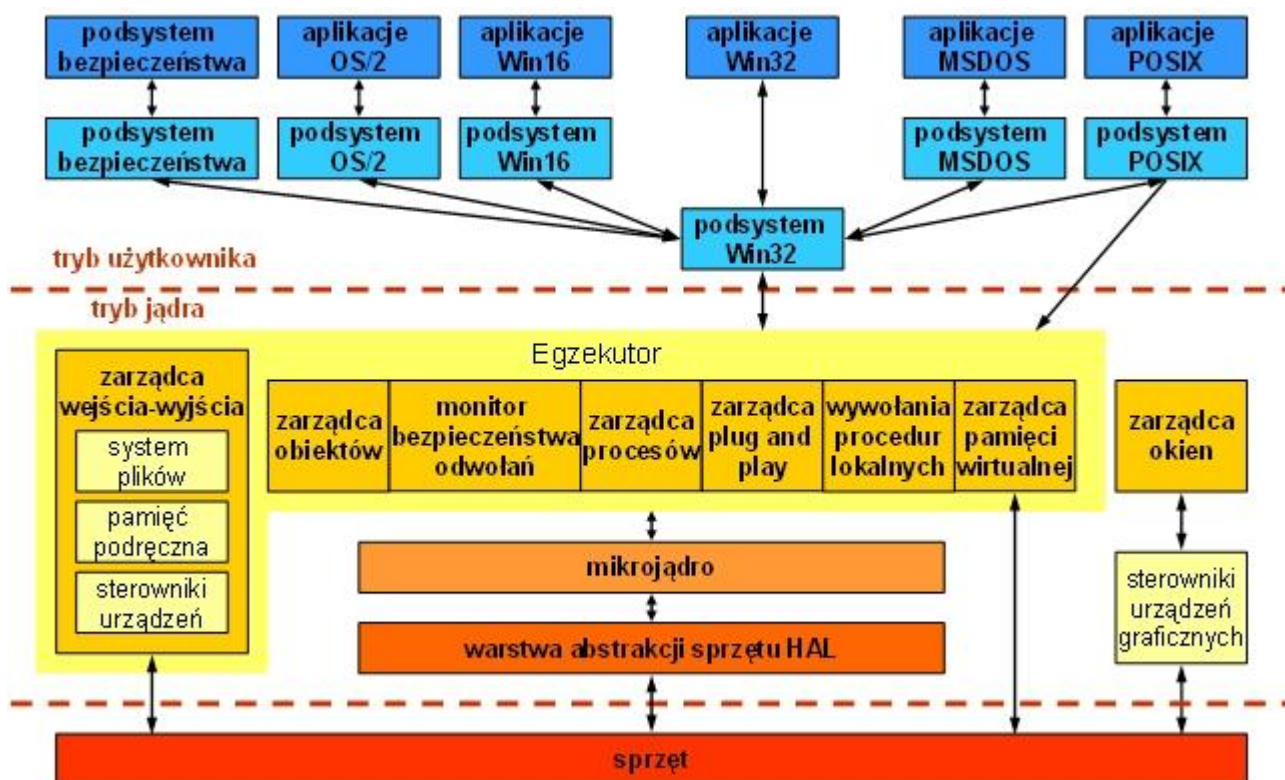 podsystem
bezpieczeństwa
aplikacje
OS/2
aplikacje
Win16
aplikacje
Win32
aplikacje
MSDOS
aplikacje
POSIX
podsystem
bezpieczeństwa
podsystem
OS/2
podsystem
Win16
podsystem
MSDOS
podsystem
POSIX
podsystem
Win32
tryb użytkownika
tryb jądra
Egzekutor
zarządca
wejścia-wyjścia
system
plików
pamięć
podręczna
sterowniki
urządzeń
zarządca
obiektów
monitor
bezpieczeństwa
odwołań
zarządca
procesów
zarządca
plug and
play
wywołania
procedur
lokalnych
zarządca
pamięci
wirtualnej
zarządca
okien
mikrojądro
warstwa abstrakcji sprzętu HAL
sterowniki
urządzeń
graficznych
sprzęt